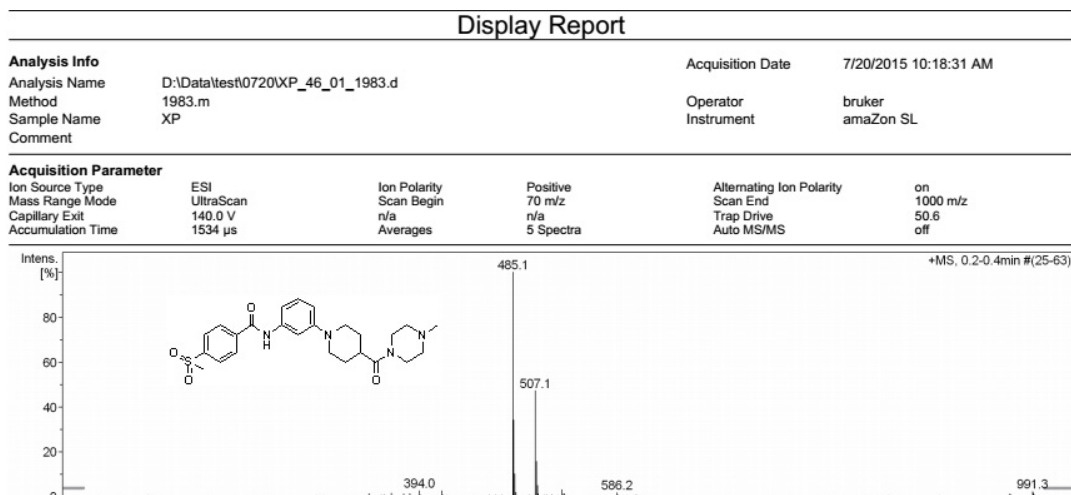 Display Report
Analysis Info
Acquisition Date 7/20/2015 10:18:31 AM
Analysis Name D:\Data\test\0720\XP_46_01_1983.d
Method 1983.m Operator bruker
Sample Name XP Instrument amaZon SL
Comment
Acquisition Parameter
Ion Source Type ESI Ion Polarity Positive Alternating Ion Polarity on
Mass Range Mode UltraScan Scan Begin 70 m/z Scan End 1000 m/z
Capillary Exit 140.0 V n/a n/a Trap Drive 50.6
Accumulation Time 1534 µs Averages 5 Spectra Auto MS/MS off
Intens.
[%]
+MS, 0.2-0.4min #(25-63)
485.1
80
60
507.1
40
20
394.0
586.2
991.3
0
O
N
H
N
N
N
O
O
S
O